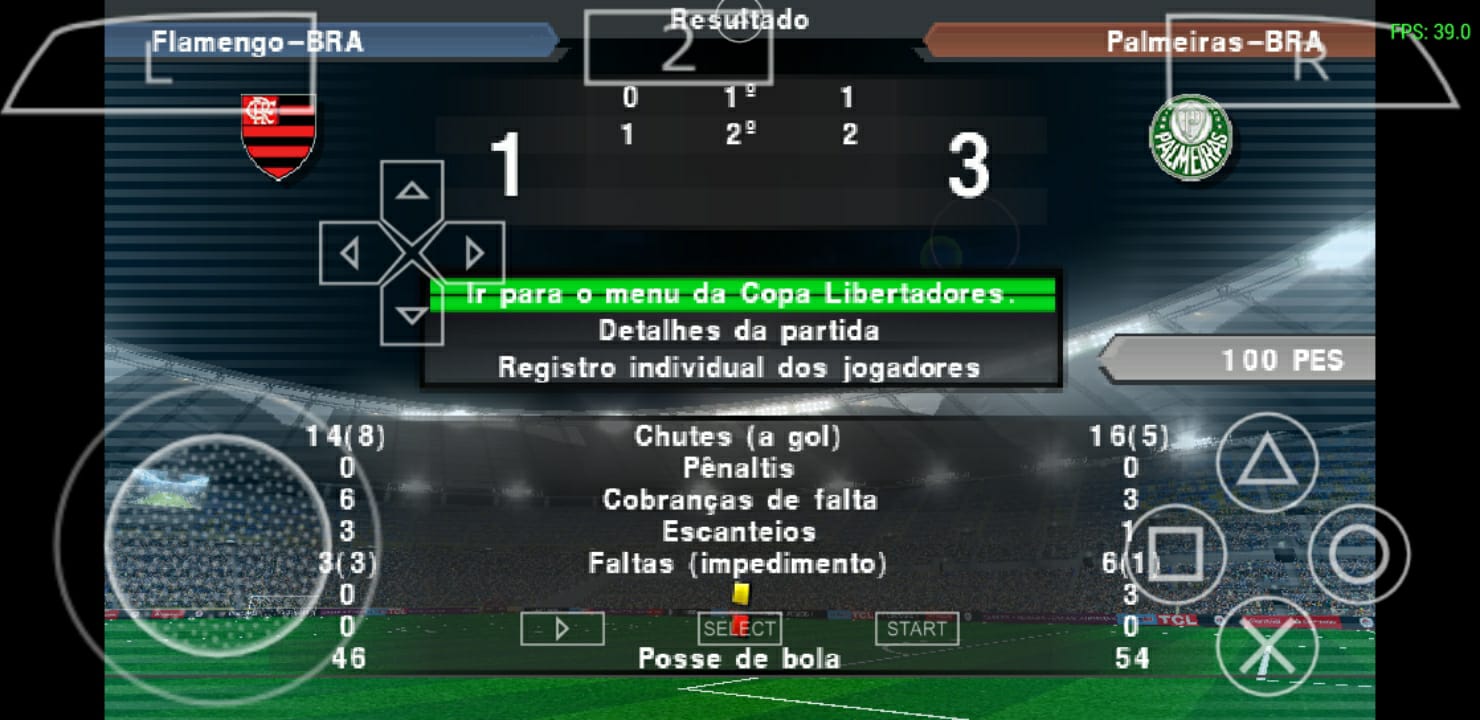 Resultado
L
Flamengo-BRA
2
Palmeiras-BRA
R
FPS: 39.0
0 1º 1
1 2º 2
1 3
PALMEIRAS
Ir para o menu da Copa Libertadores.
Detalhes da partida
Registro individual dos jogadores
100 PES
14(8) Chutes (a gol) 16(5)
0 Pênaltis 0
6 Cobranças de falta 3
3 Escanteios 1
3(3) Faltas (impedimento) 6(1)
0 3
0 0
SELECT START
TCL
46 Posse de bola 54